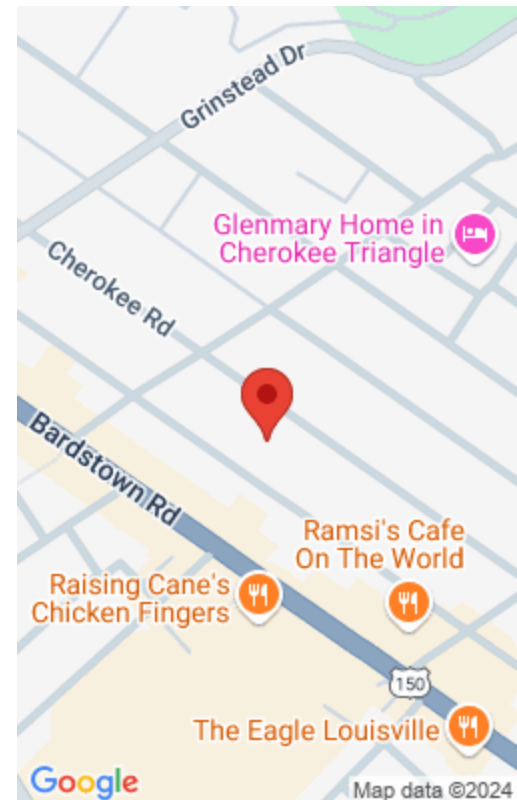 Grinstead Dr
Glenmary Home in
Cherokee Triangle
Cherokee Rd
Bardstown Rd
Ramsi's Cafe
On The World
Raising Cane's
Chicken Fingers
150
The Eagle Louisville
Google
Map data ©2024